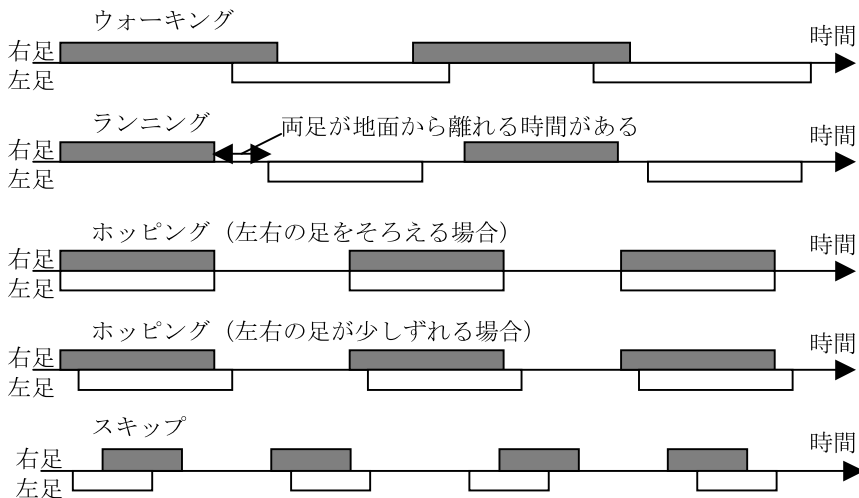 ウォーキング
右足
左足
時間
ランニング
両足が地面から離れる時間がある
右足
左足
時間
ホッピング（左右の足をそろえる場合）
右足
左足
時間
ホッピング（左右の足が少しずれる場合）
右足
左足
時間
スキップ
右足
左足
時間